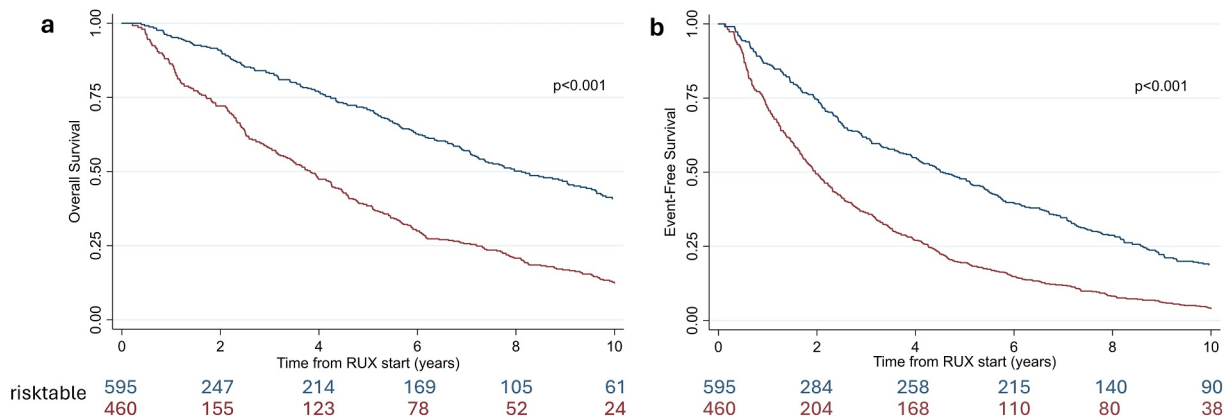 a
1.00
0.75
0.50
0.25
0.00
Overall Survival
p<0.001
0 2 4 6 8 10
Time from RUX start (years)
b
1.00
0.75
0.50
0.25
0.00
Event-Free Survival
p<0.001
0 2 4 6 8 10
Time from RUX start (years)
risktable
595 247 214 169 105 61
460 155 123 78 52 24
595 284 258 215 140 90
460 204 168 110 80 38